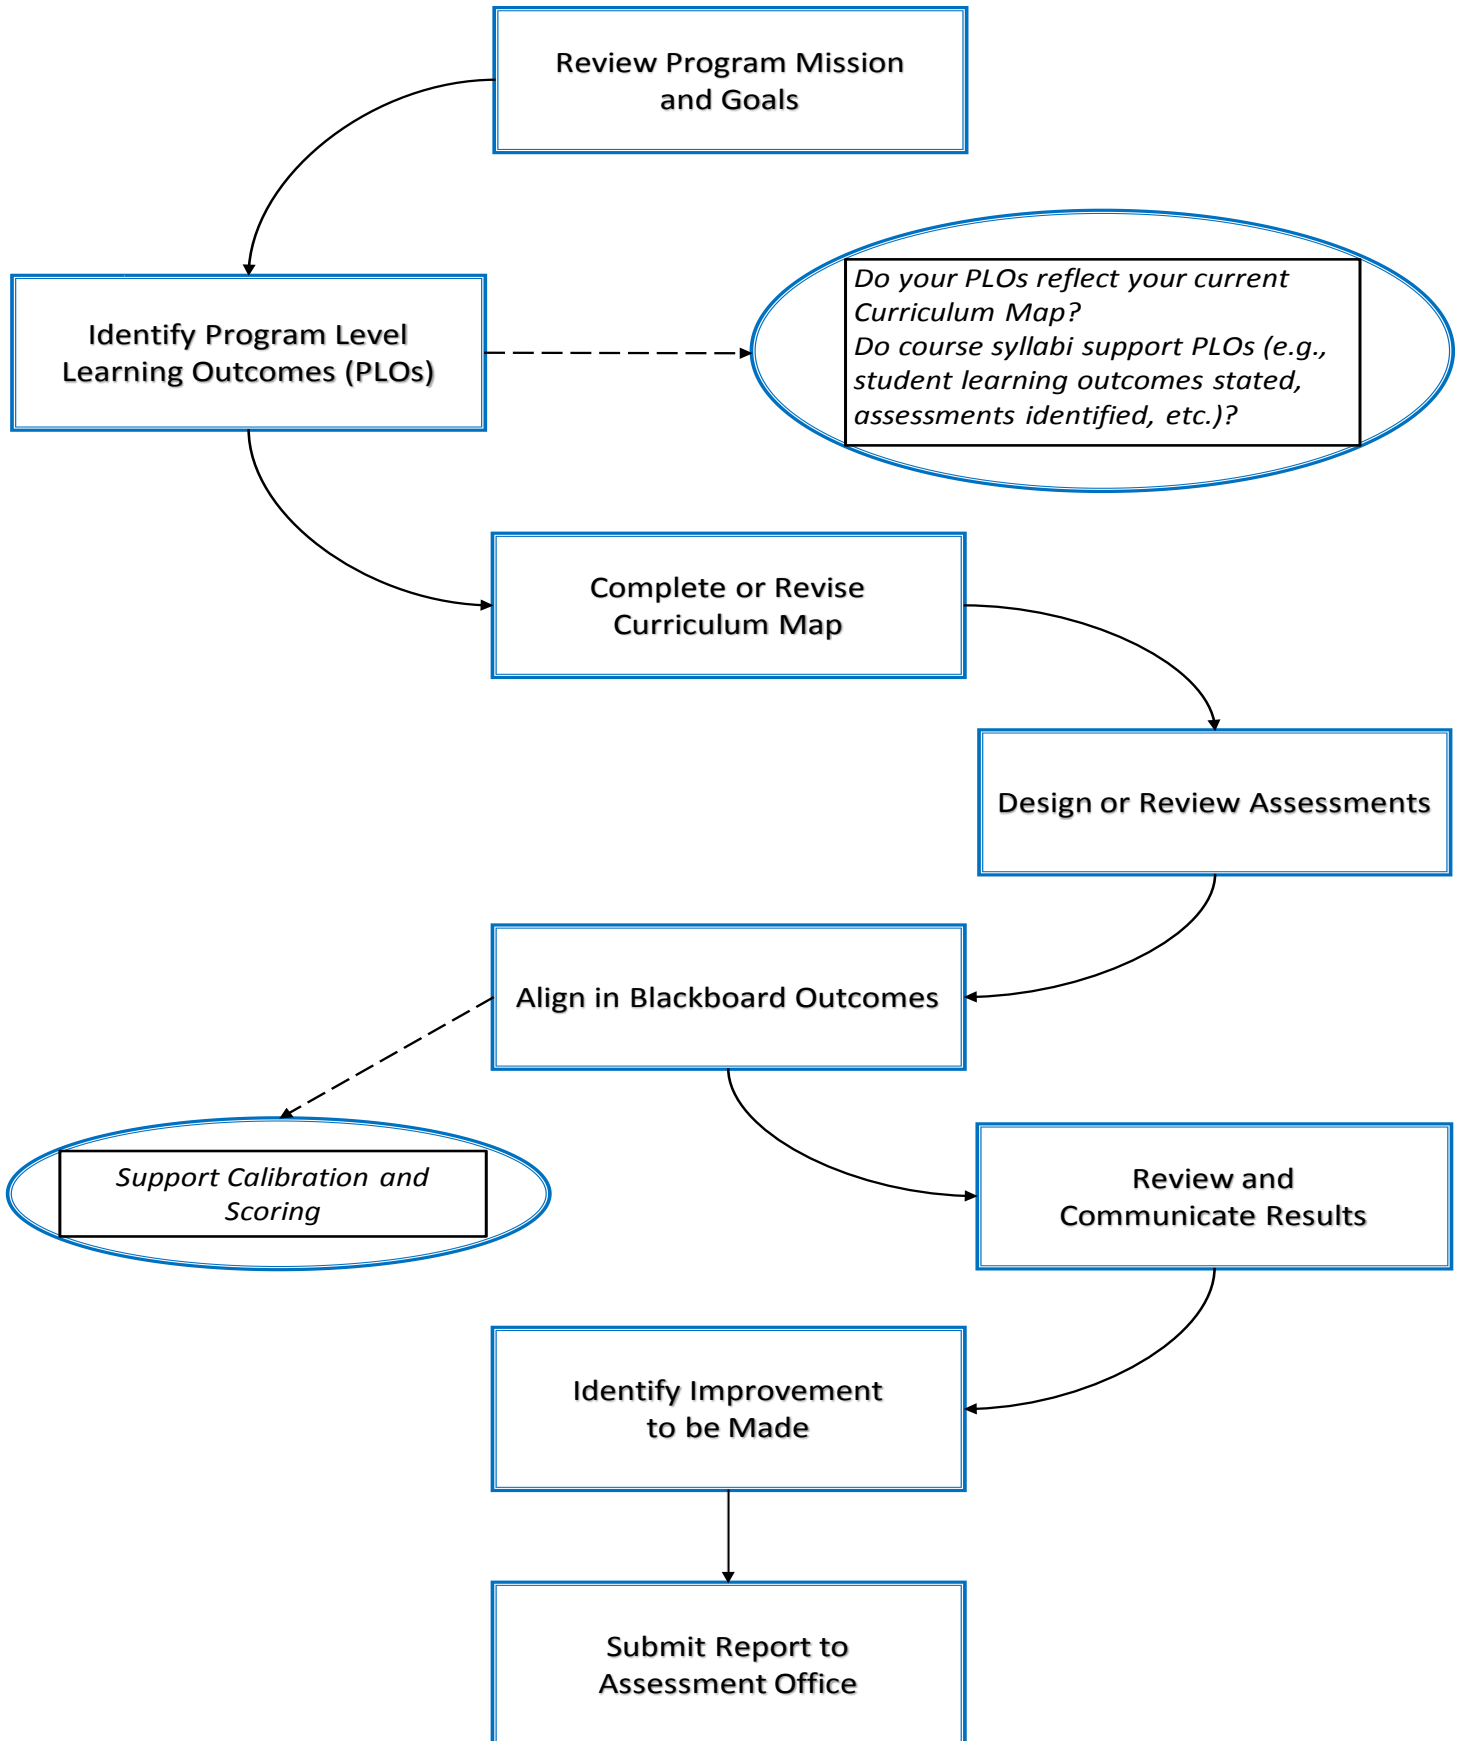 Review Program Mission
and Goals
Identify Program Level
Learning Outcomes (PLOs)
Do your PLOs reflect your current
Curriculum Map?
Do course syllabi support PLOs (e.g.,
student learning outcomes stated,
assessments identified, etc.)?
Complete or Revise
Curriculum Map
Design or Review Assessments
Align in Blackboard Outcomes
Support Calibration and
Scoring
Review and
Communicate Results
Identify Improvement
to be Made
Submit Report to
Assessment Office